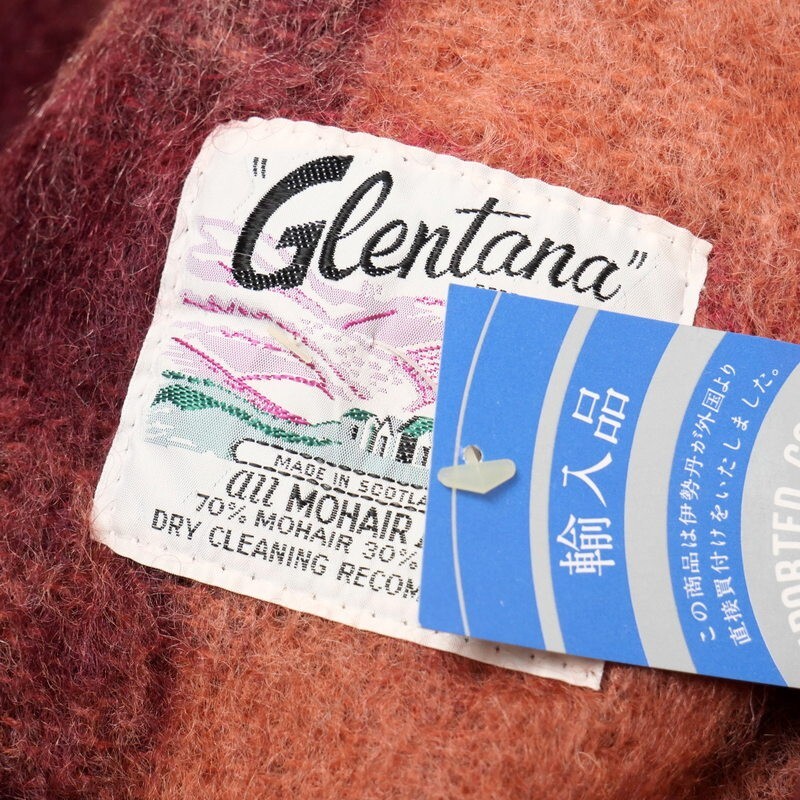 "Glentana"
MADE IN SCOTLA
all MOHAIR
70% MOHAIR 30%
DRY CLEANING RECOM
輸入品
この商品は伊勢丹が外国より
直接買付けをいたしました。
PORTED CO